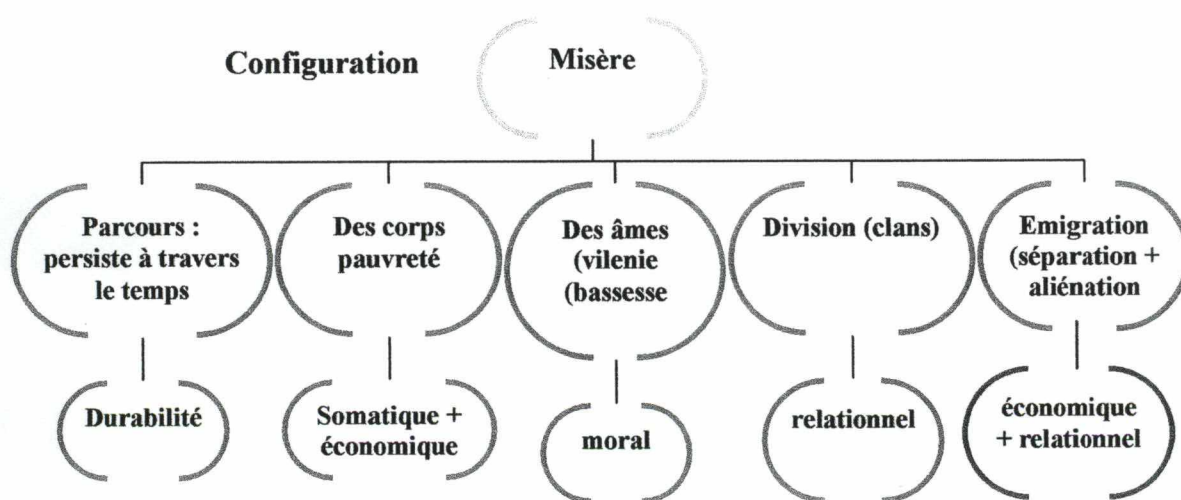 Configuration
Misère
Parcours :
persiste à travers
le temps
Des corps
pauvreté
Des âmes
(vilenie
(bassesse
Division (clans)
Emigration
(séparation +
aliénation
Durabilité
Somatique +
économique
moral
relationnel
économique
+ relationnel